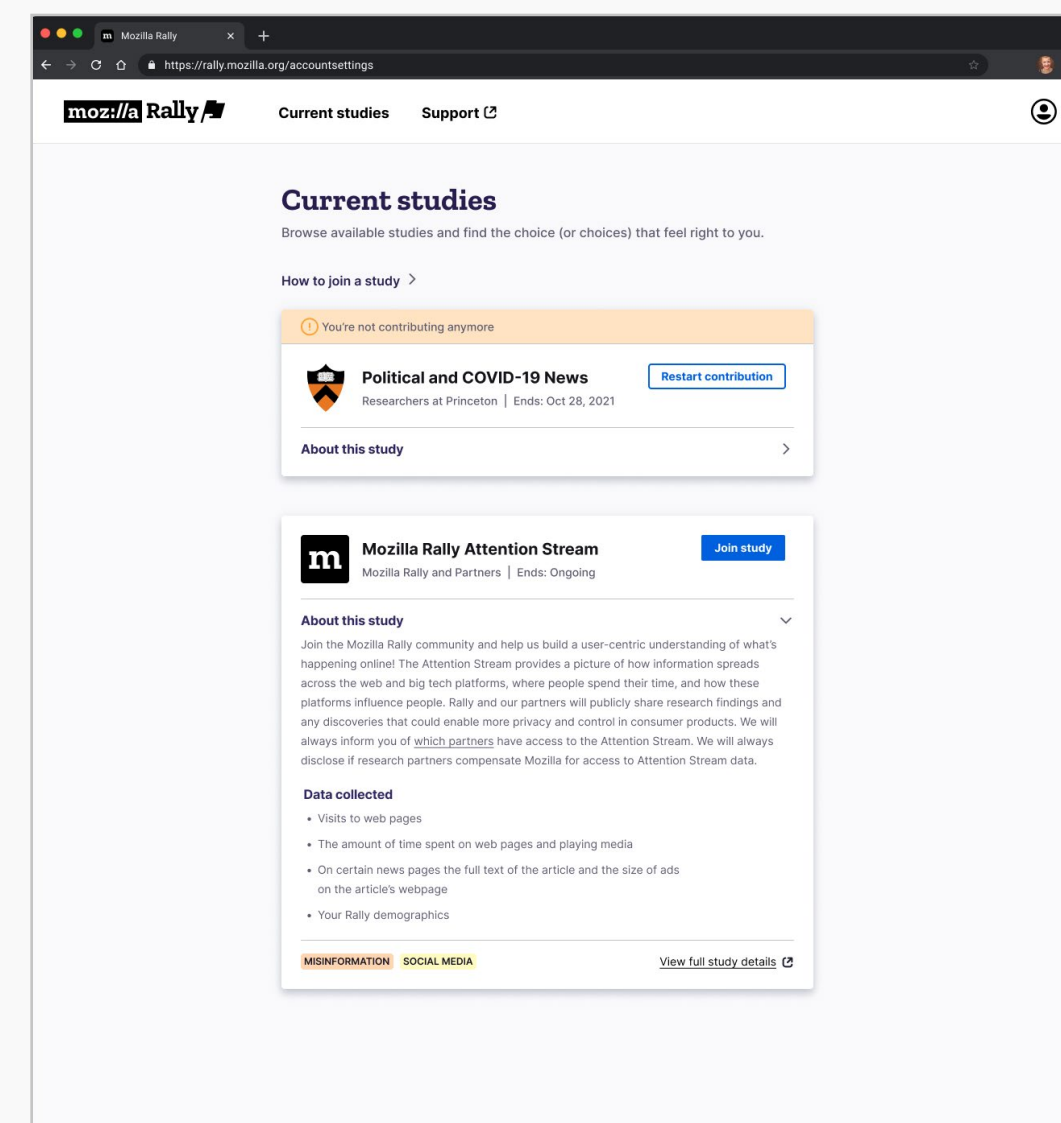 m Mozilla Rally
https://rally.mozilla.org/accountsettings
moz://a Rally Current studies Support
Current studies
Browse available studies and find the choice (or choices) that feel right to you.
How to join a study
You're not contributing anymore
Political and COVID-19 News
Restart contribution
Researchers at Princeton | Ends: Oct 28, 2021
About this study
m
Mozilla Rally Attention Stream
Join study
Mozilla Rally and Partners | Ends: Ongoing
About this study
Join the Mozilla Rally community and help us build a user-centric understanding of what's
happening online! The Attention Stream provides a picture of how information spreads
across the web and big tech platforms, where people spend their time, and how these
platforms influence people. Rally and our partners will publicly share research findings and
any discoveries that could enable more privacy and control in consumer products. We will
always inform you of which partners have access to the Attention Stream. We will always
disclose if research partners compensate Mozilla for access to Attention Stream data.
Data collected
• Visits to web pages
• The amount of time spent on web pages and playing media
• On certain news pages the full text of the article and the size of ads
on the article's webpage
• Your Rally demographics
MISINFORMATION SOCIAL MEDIA View full study details